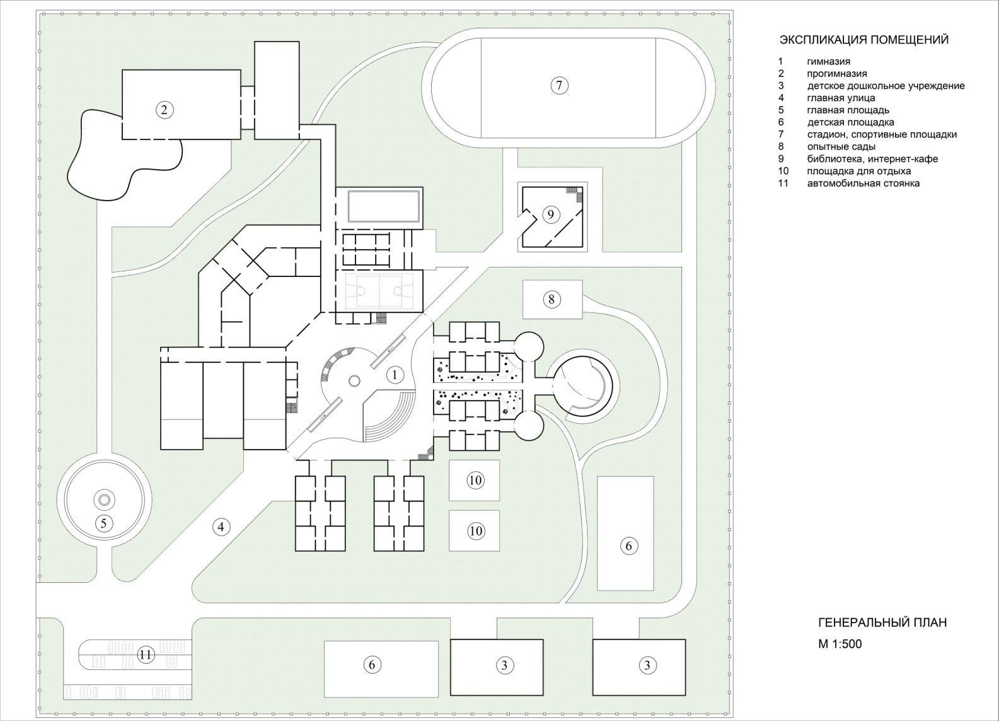 ЭКСПЛИКАЦИЯ ПОМЕЩЕНИЙ
1 гимназия
2 прогимназия
3 детское дошкольное учреждение
4 главная улица
5 главная площадь
6 детская площадка
7 стадион, спортивные площадки
8 опытные сады
9 библиотека, интернет-кафе
10 площадка для отдыха
11 автомобильная стоянка
7
2
9
8
1
10
5
4
10
6
11
6
3
3
ГЕНЕРАЛЬНЫЙ ПЛАН
М 1:500